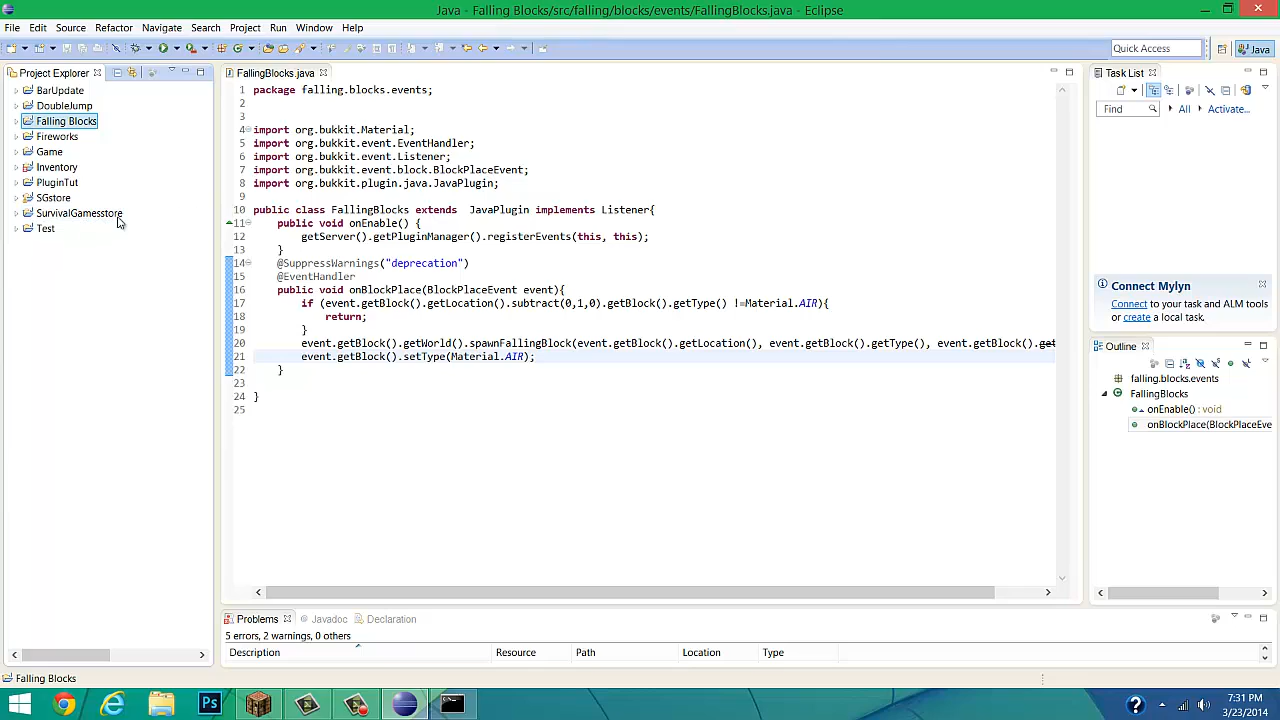 Java - Falling Blocks/src/falling/blocks/events/FallingBlocks.java - Eclipse
File Edit Source Refactor Navigate Search Project Run Window Help
Quick Access
Java
Project Explorer
BarUpdate
DoubleJump
Falling Blocks
Fireworks
Game
Inventory
PluginTut
SGstore
SurvivalGamesstore
Test
FallingBlocks.java
1 package falling.blocks.events;
2
3
4 import org.bukkit.Material;
5 import org.bukkit.event.EventHandler;
6 import org.bukkit.event.Listener;
7 import org.bukkit.event.block.BlockPlaceEvent;
8 import org.bukkit.plugin.java.JavaPlugin;
9
10 public class FallingBlocks extends  JavaPlugin implements Listener{
11 public void onEnable() {
12 getServer().getPluginManager().registerEvents(this, this);
13 }
14 @SuppressWarnings("deprecation")
15 @EventHandler
16 public void onBlockPlace(BlockPlaceEvent event){
17 if (event.getBlock().getLocation().subtract(0,1,0).getBlock().getType() !=Material.AIR){
18 return;
19 }
20 event.getBlock().getWorld().spawnFallingBlock(event.getBlock().getLocation(), event.getBlock().getType(), event.getBlock().get
21 event.getBlock().setType(Material.AIR);
22 }
23
24 }
25
Task List
Find All Activate...
Connect Mylyn
Connect to your task and ALM tools
or create a local task.
Outline
falling.blocks.events
FallingBlocks
onEnable() : void
onBlockPlace(BlockPlaceEve
Problems Javadoc Declaration
5 errors, 2 warnings, 0 others
Description Resource Path Location Type
Falling Blocks
Ps
7:31 PM
3/23/2014